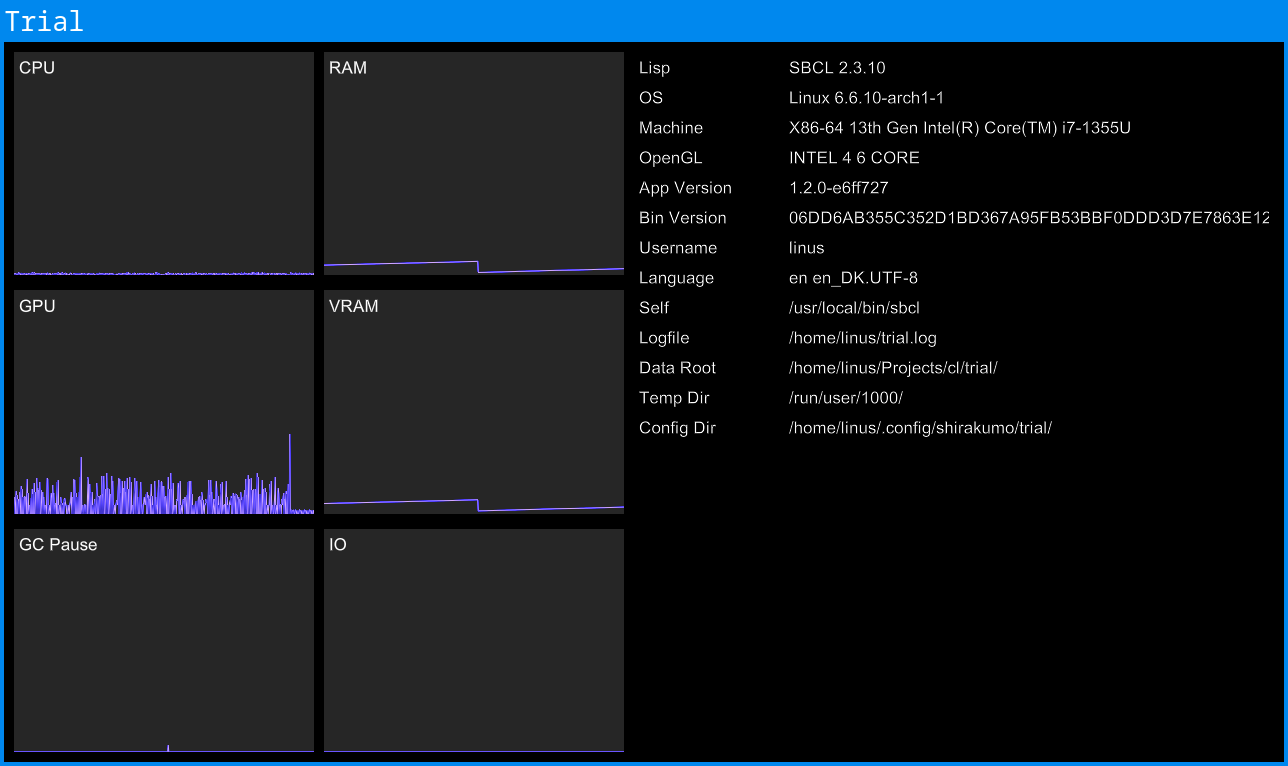 Trial
CPU
RAM
GPU
VRAM
GC Pause
IO
Lisp SBCL 2.3.10
OS Linux 6.6.10-arch1-1
Machine X86-64 13th Gen Intel(R) Core(TM) i7-1355U
OpenGL INTEL 4 6 CORE
App Version 1.2.0-e6ff727
Bin Version 06DD6AB355C352D1BD367A95FB53BBF0DDD3D7E7863E12
Username linus
Language en en_DK.UTF-8
Self /usr/local/bin/sbcl
Logfile /home/linus/trial.log
Data Root /home/linus/Projects/cl/trial/
Temp Dir /run/user/1000/
Config Dir /home/linus/.config/shirakumo/trial/